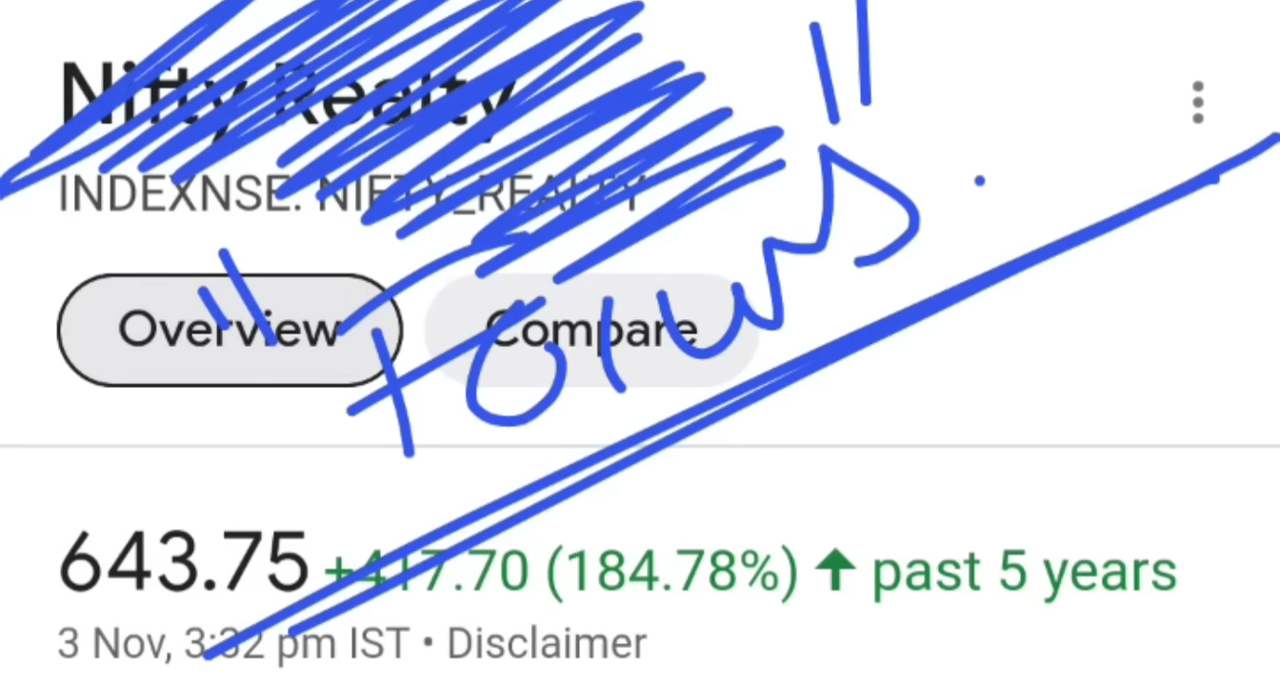 Nifty Realty
INDEXNSE: NIFTY_REALTY
Overview Compare
"Focus"
643.75 +417.70 (184.78%) ↑ past 5 years
3 Nov, 3:32 pm IST • Disclaimer